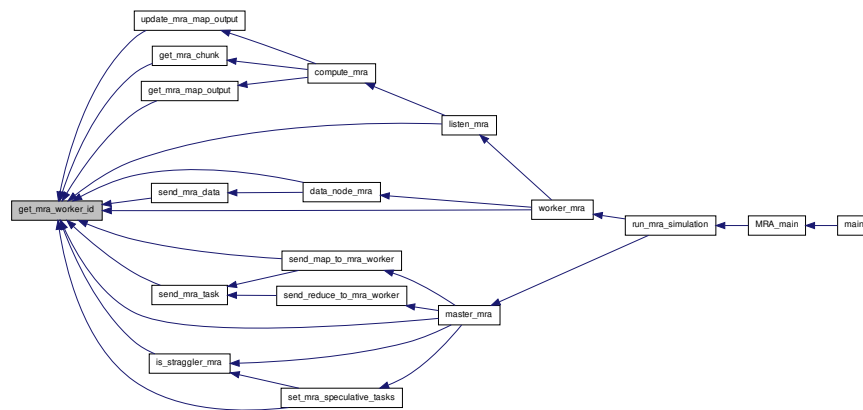 update_mra_map_output
get_mra_chunk
compute_mra
get_mra_map_output
listen_mra
send_mra_data
data_node_mra
get_mra_worker_id
worker_mra
run_mra_simulation
MRA_main
main
send_map_to_mra_worker
send_mra_task
send_reduce_to_mra_worker
master_mra
is_straggler_mra
set_mra_speculative_tasks